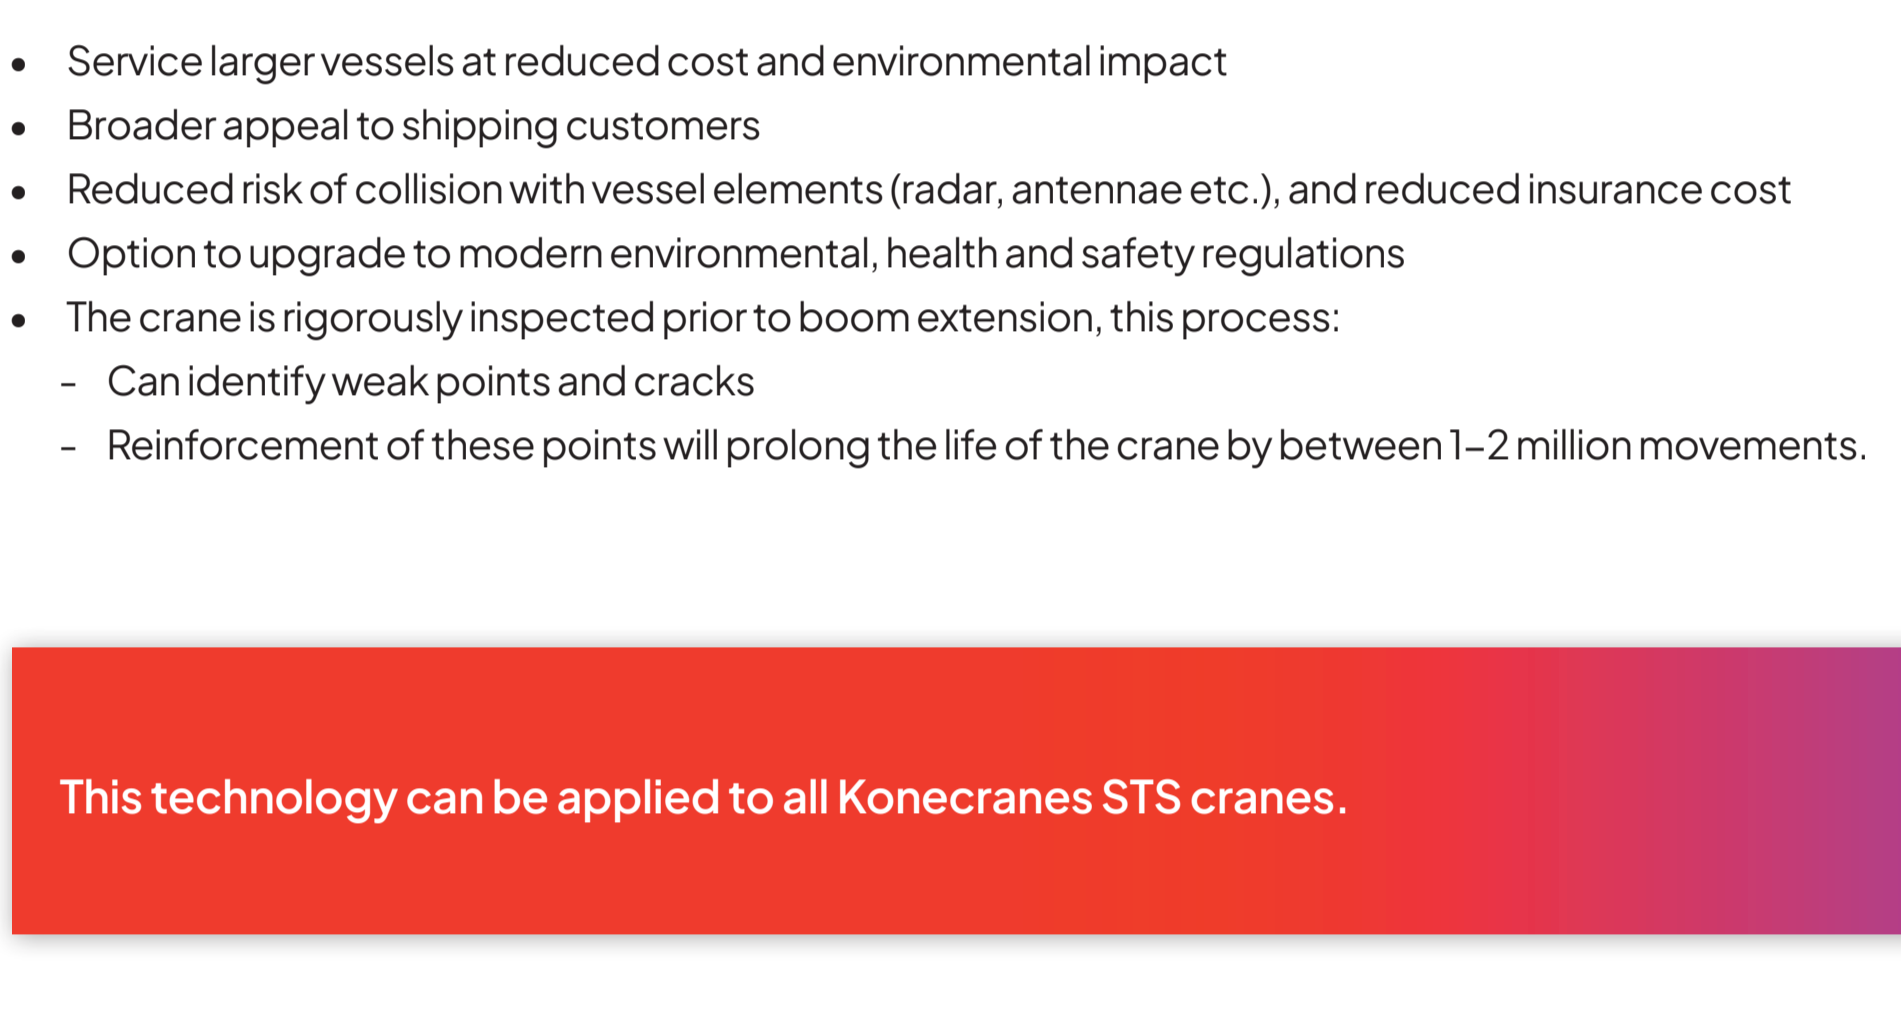 • Service larger vessels at reduced cost and environmental impact
• Broader appeal to shipping customers
• Reduced risk of collision with vessel elements (radar, antennae etc.), and reduced insurance cost
• Option to upgrade to modern environmental, health and safety regulations
• The crane is rigorously inspected prior to boom extension, this process:
- Can identify weak points and cracks
- Reinforcement of these points will prolong the life of the crane by between 1–2 million movements.
This technology can be applied to all Konecranes STS cranes.